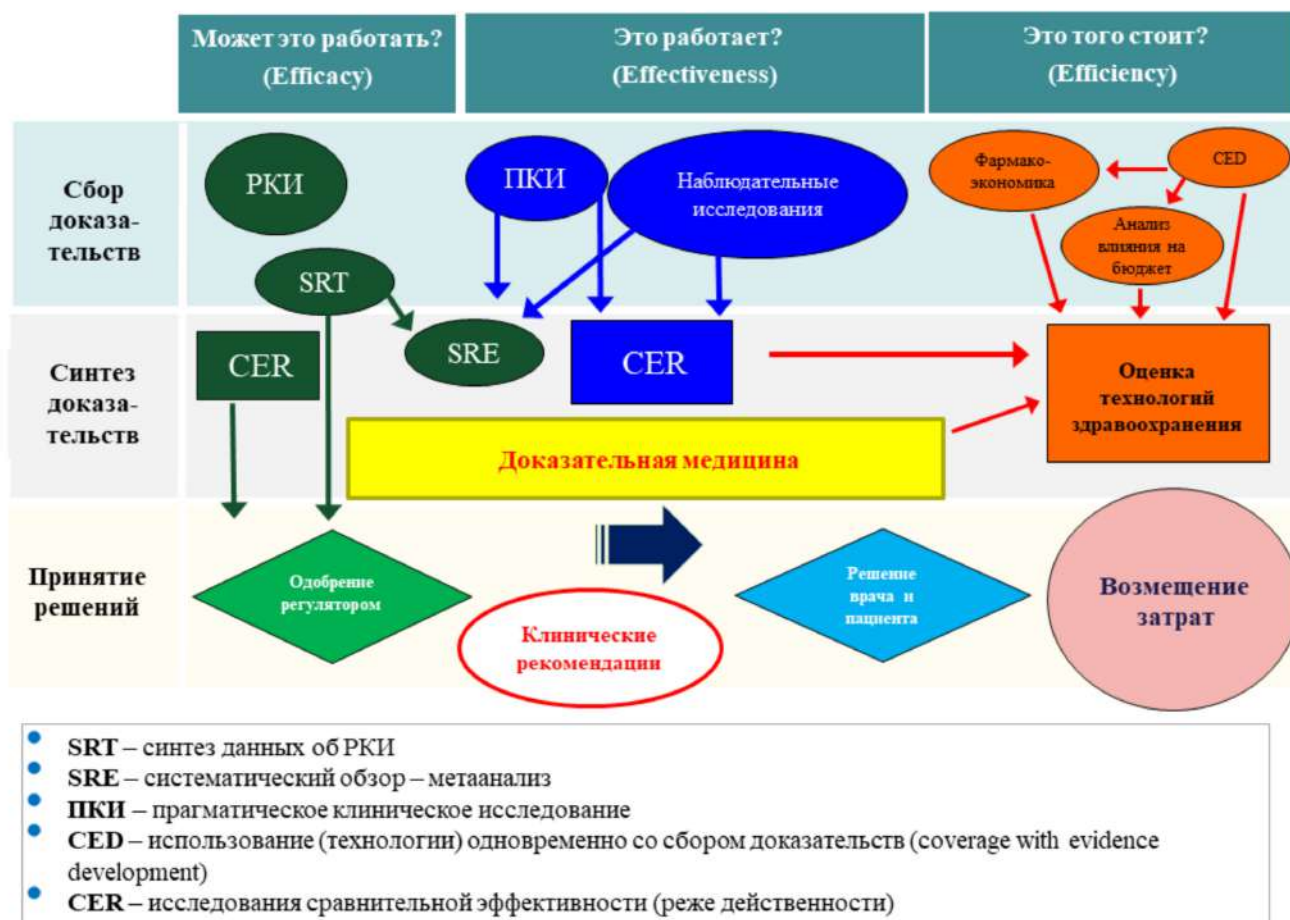 Может это работать?
(Efficacy)
Это работает?
(Effectiveness)
Это того стоит?
(Efficiency)
Сбор
доказа-
тельств
РКИ
SRT
ПКИ
Наблюдательные
исследования
Фармако-
экономика
CED
Анализ
влияния на
бюджет
Синтез
доказа-
тельств
CER
SRE
CER
Оценка
технологий
здравоохранения
Доказательная медицина
Принятие
решений
Одобрение
регулятором
Клинические
рекомендации
Решение
врача и
пациента
Возмещение
затрат
SRT – синтез данных об РКИ
SRE – систематический обзор – метаанализ
ПКИ – прагматическое клиническое исследование
CED – использование (технологии) одновременно со сбором доказательств (coverage with evidence
development)
CER – исследования сравнительной эффективности (реже действенности)